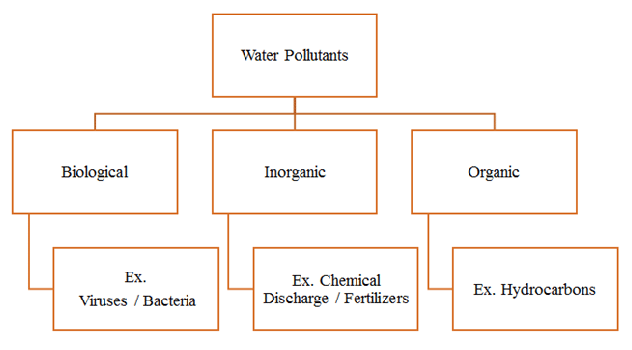 Water Pollutants
Biological
Inorganic
Organic
Ex.
Viruses / Bacteria
Ex. Chemical
Discharge / Fertilizers
Ex. Hydrocarbons